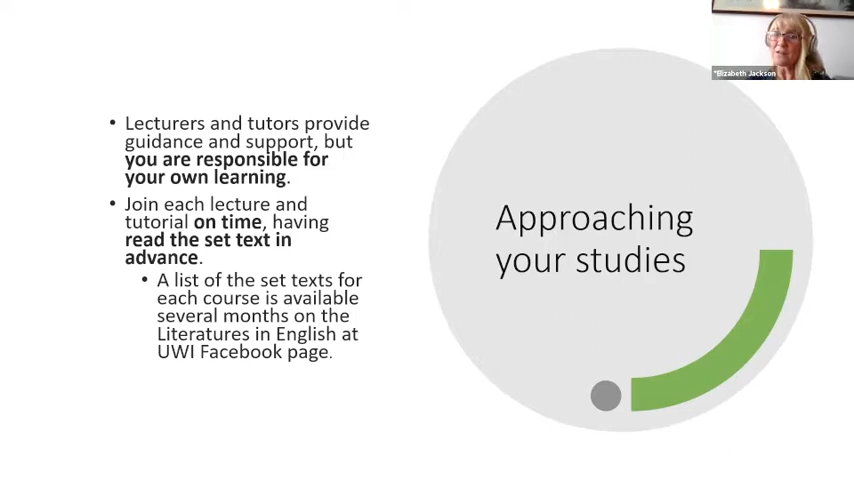 *Elizabeth Jackson
• Lecturers and tutors provide
guidance and support, but
you are responsible for
your own learning.
• Join each lecture and
tutorial on time, having
read the set text in
advance.
• A list of the set texts for
each course is available
several months on the
Literatures in English at
UWI Facebook page.
Approaching
your studies